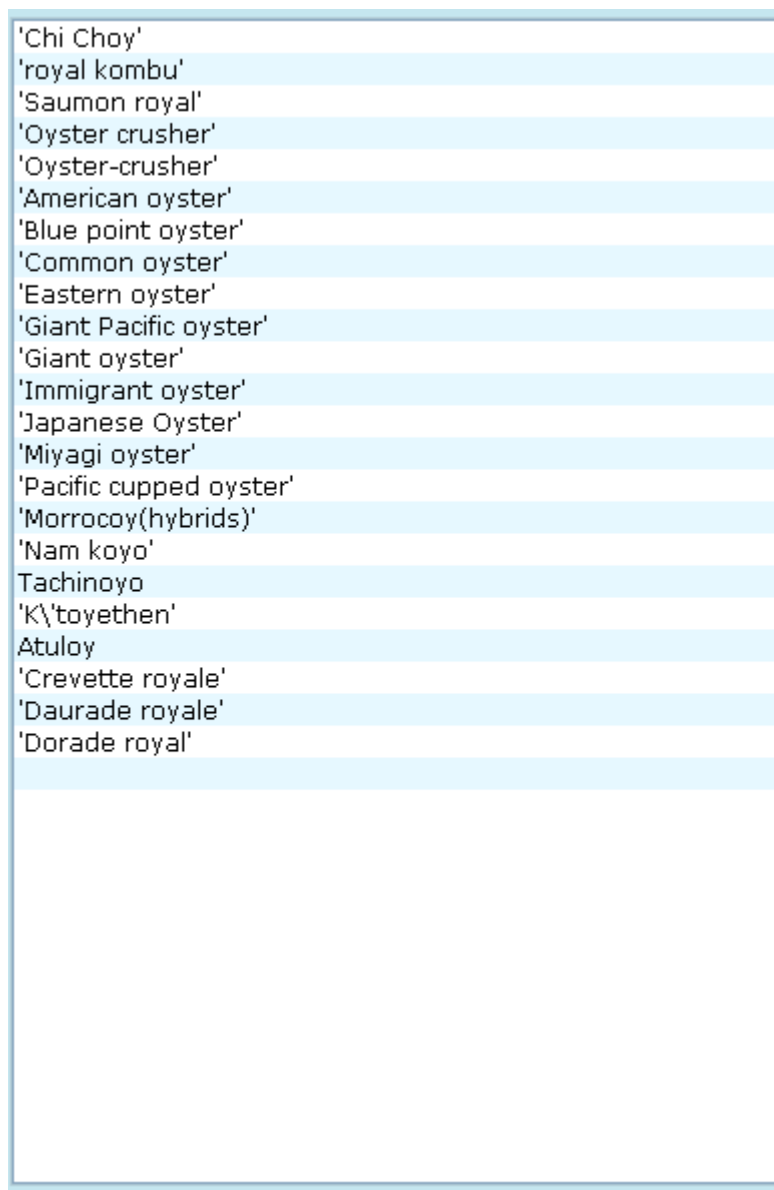 'Chi Choy'
'royal kombu'
'Saumon royal'
'Oyster crusher'
'Oyster-crusher'
'American oyster'
'Blue point oyster'
'Common oyster'
'Eastern oyster'
'Giant Pacific oyster'
'Giant oyster'
'Immigrant oyster'
'Japanese Oyster'
'Miyagi oyster'
'Pacific cupped oyster'
'Morrocoy(hybrids)'
'Nam koyo'
Tachinoyo
'K\'toyethen'
Atuloy
'Crevette royale'
'Daurade royale'
'Dorade royal'